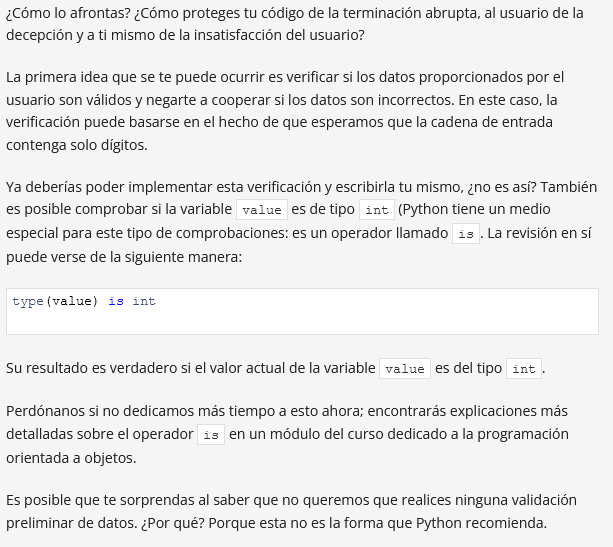 ¿Cómo lo afrontas? ¿Cómo proteges tu código de la terminación abrupta, al usuario de la
decepción y a ti mismo de la insatisfacción del usuario?
La primera idea que se te puede ocurrir es verificar si los datos proporcionados por el
usuario son válidos y negarte a cooperar si los datos son incorrectos. En este caso, la
verificación puede basarse en el hecho de que esperamos que la cadena de entrada
contenga solo dígitos.
Ya deberías poder implementar esta verificación y escribirla tu mismo, ¿no es así? También
es posible comprobar si la variable value es de tipo int (Python tiene un medio
especial para este tipo de comprobaciones: es un operador llamado is . La revisión en sí
puede verse de la siguiente manera:
type(value) is int
Su resultado es verdadero si el valor actual de la variable value es del tipo int .
Perdónanos si no dedicamos más tiempo a esto ahora; encontrarás explicaciones más
detalladas sobre el operador is en un módulo del curso dedicado a la programación
orientada a objetos.
Es posible que te sorprendas al saber que no queremos que realices ninguna validación
preliminar de datos. ¿Por qué? Porque esta no es la forma que Python recomienda.